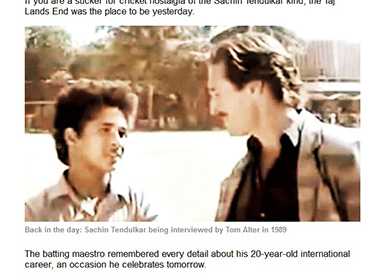 If you are a sucker for cricket nostalgia of the Sachin Tendulkar kind, the Taj
Lands End was the place to be yesterday.
Back in the day: Sachin Tendulkar being interviewed by Tom Alter in 1989
The batting maestro remembered every detail about his 20-year-old international
career, an occasion he celebrates tomorrow.